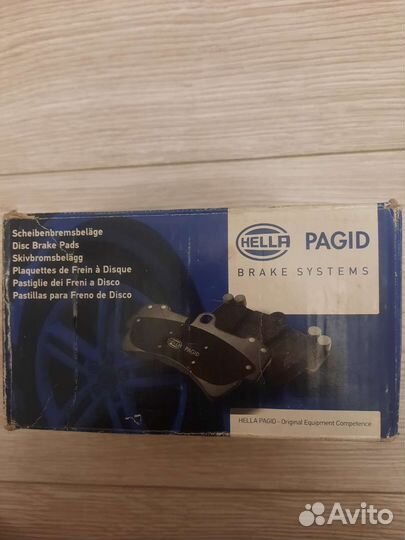 Scheibenbremsbeläge
Disc Brake Pads
Skivbromsbelägg
Plaquettes de Frein à Disque
Pastiglie dei Freni a Disco
Pastillas para Freno de Disco
HELLA PAGID
BRAKE SYSTEMS
PAGID
HELLA PAGID - Original Equipment Competence
Avito